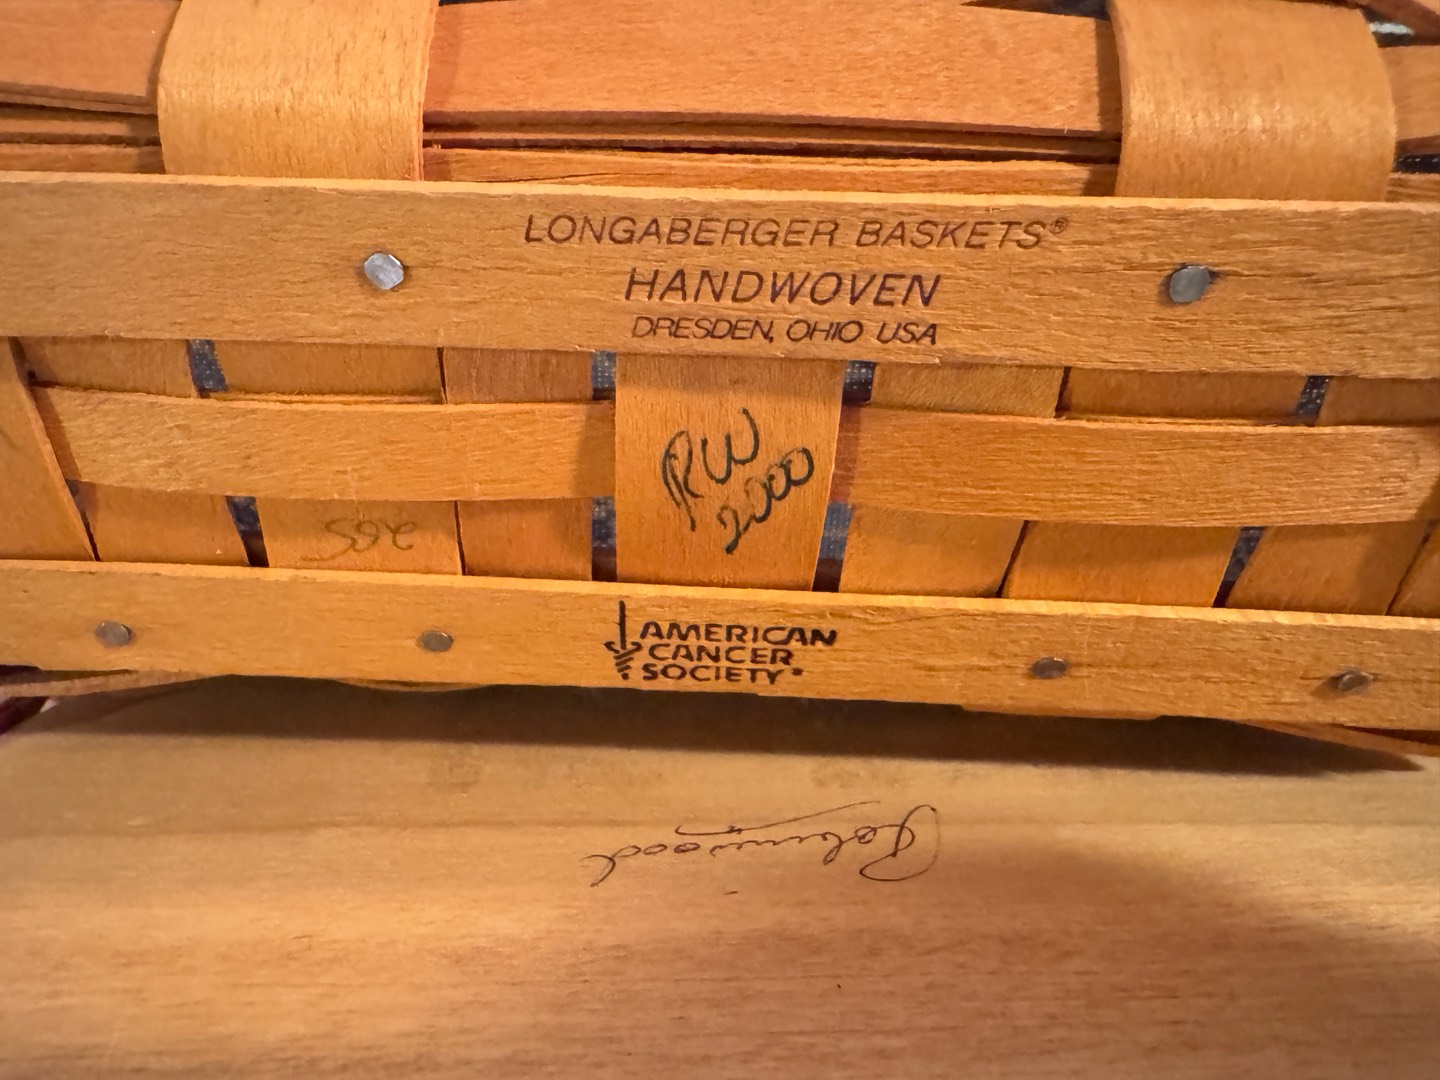 LONGABERGER BASKETS®
HANDWOVEN
DRESDEN, OHIO USA
RW
2000
AMERICAN
CANCER
SOCIETY®